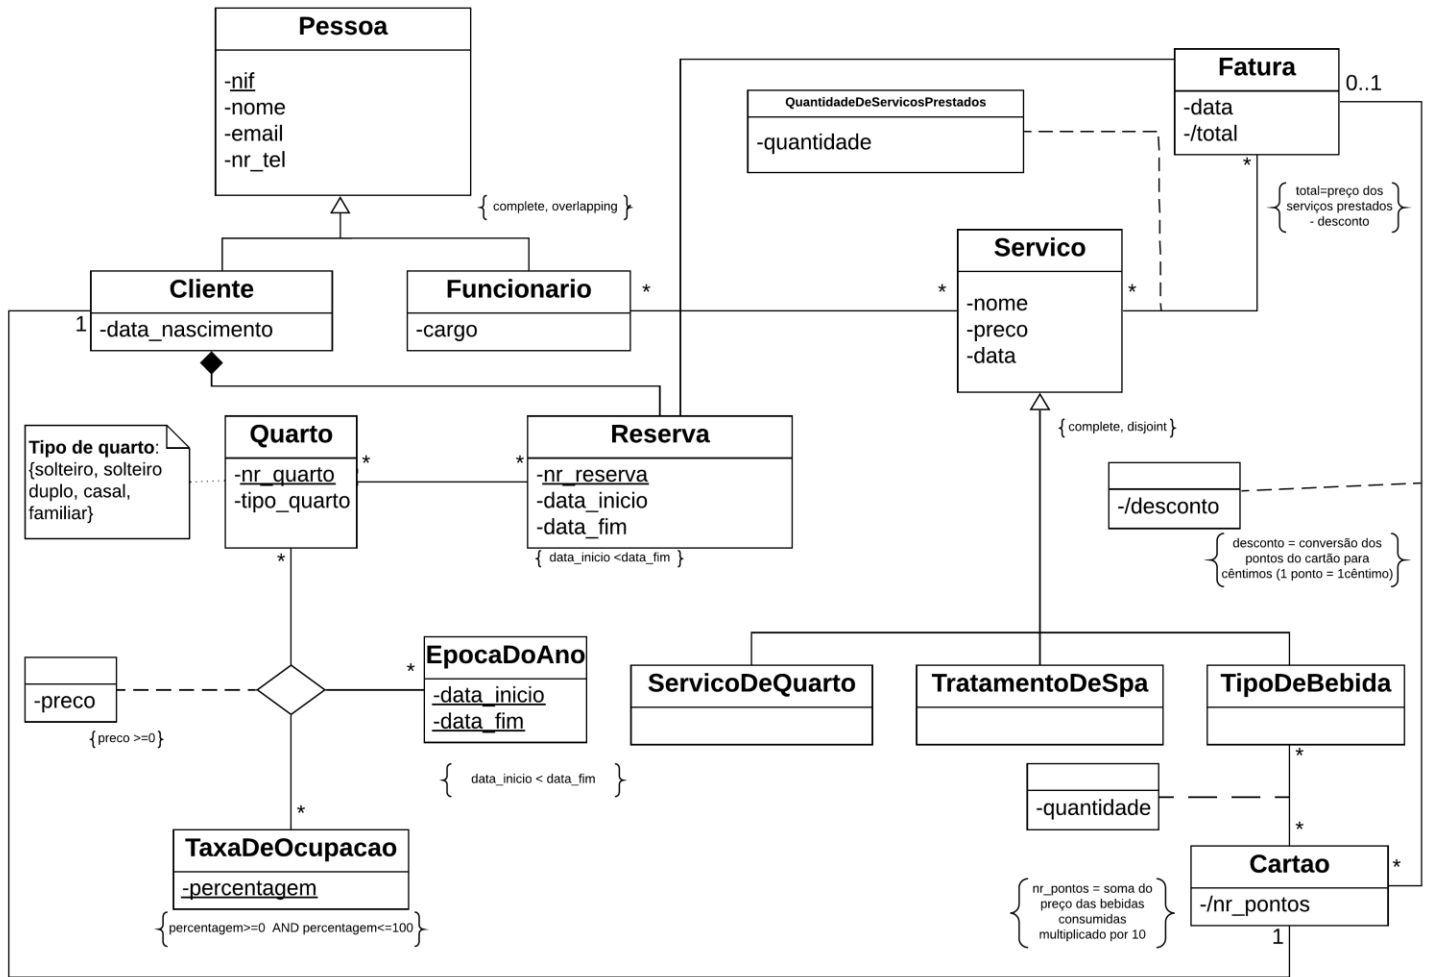 Pessoa
-nif
-nome
-email
-nr_tel
{ complete, overlapping }
QuantidadeDeServicosPrestados
-quantidade
Fatura
-data
-/total
0..1
*
{ total=preço dos
serviços prestados
- desconto }
Cliente
-data_nascimento
1
Funcionario
-cargo
*
*
Servico
-nome
-preco
-data
*
{ complete, disjoint }
Tipo de quarto:
{solteiro, solteiro
duplo, casal,
familiar}
Quarto
-nr_quarto
-tipo_quarto
*
*
*
Reserva
-nr_reserva
-data_inicio
-data_fim
{ data_inicio <data_fim }
-/desconto
{ desconto = conversão dos
pontos do cartão para
cêntimos (1 ponto = 1cêntimo) }
-preco
{ preco >=0 }
*
EpocaDoAno
-data_inicio
-data_fim
{ data_inicio < data_fim }
ServicoDeQuarto
TratamentoDeSpa
TipoDeBebida
*
-quantidade
*
*
TaxaDeOcupacao
-percentagem
{ percentagem>=0 AND percentagem<=100 }
Cartao
-/nr_pontos
*
1
{ nr_pontos = soma do
preço das bebidas
consumidas
multiplicado por 10 }